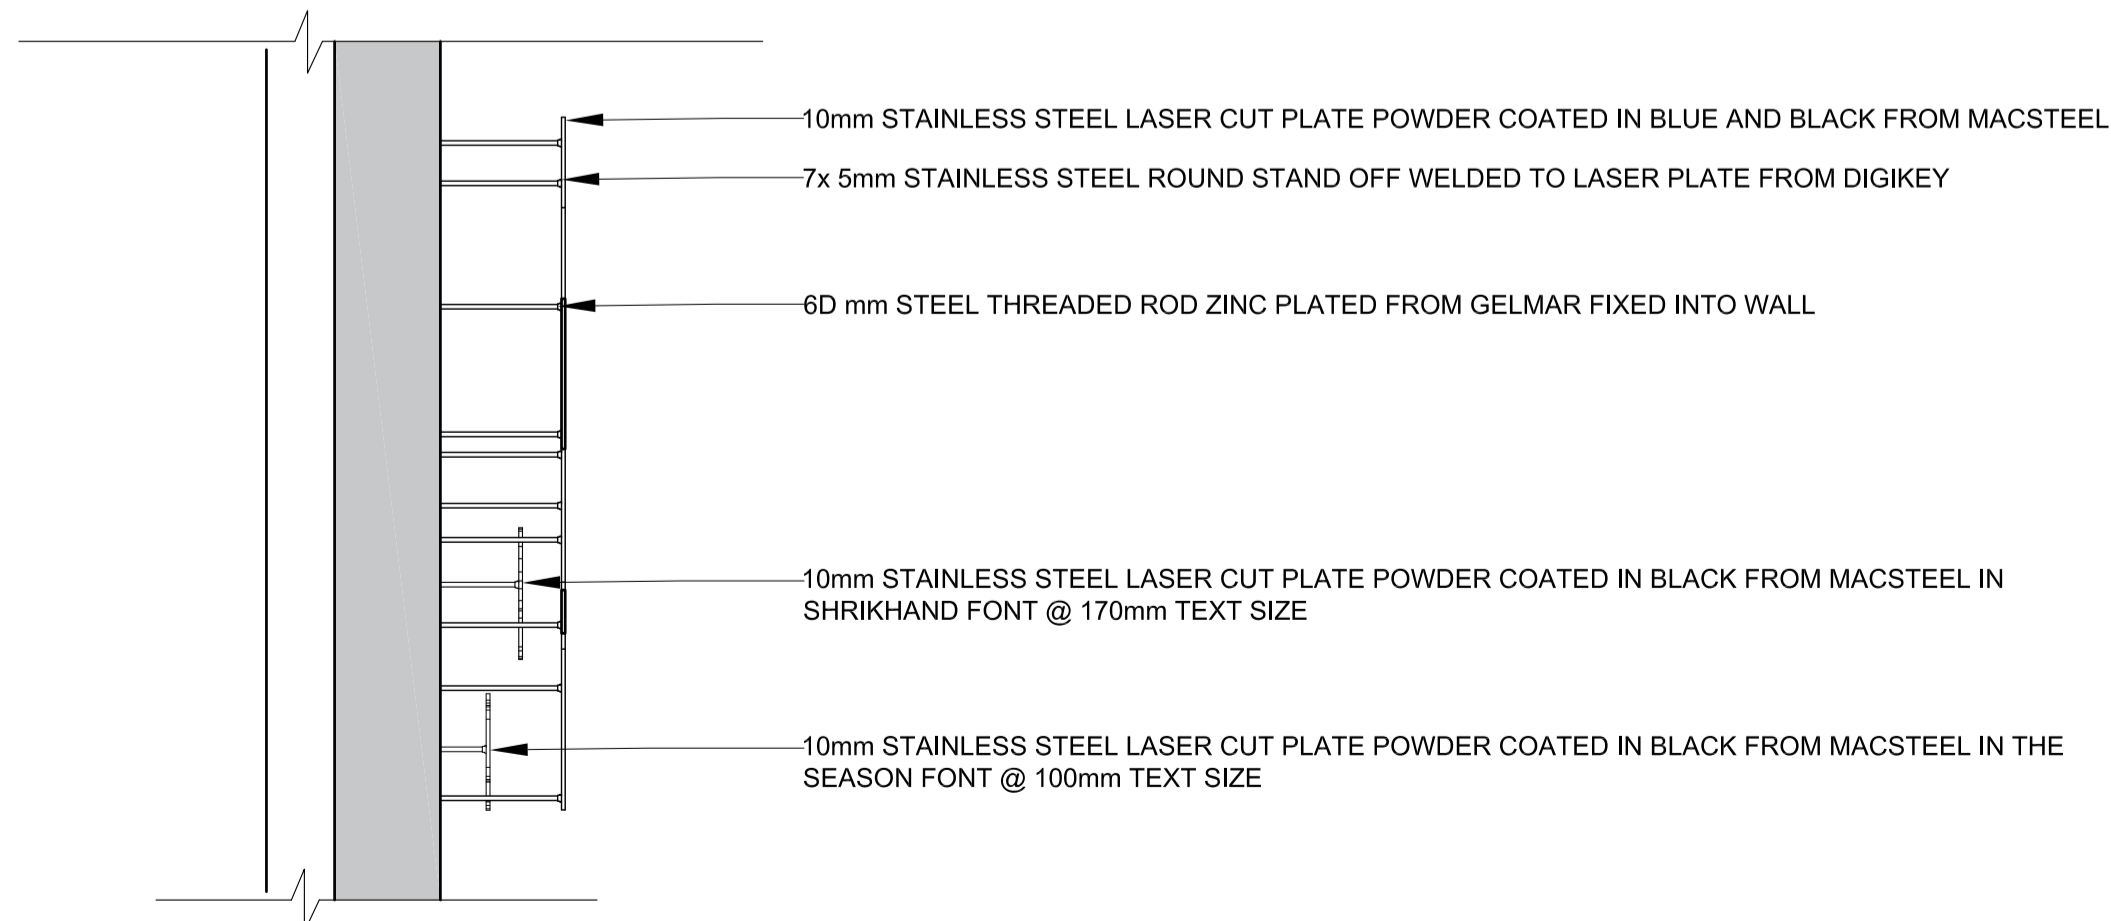 10mm STAINLESS STEEL LASER CUT PLATE POWDER COATED IN BLUE AND BLACK FROM MACSTEEL
7x 5mm STAINLESS STEEL ROUND STAND OFF WELDED TO LASER PLATE FROM DIGIKEY
6D mm STEEL THREADED ROD ZINC PLATED FROM GELMAR FIXED INTO WALL
10mm STAINLESS STEEL LASER CUT PLATE POWDER COATED IN BLACK FROM MACSTEEL IN
SHRIKHAND FONT @ 170mm TEXT SIZE
10mm STAINLESS STEEL LASER CUT PLATE POWDER COATED IN BLACK FROM MACSTEEL IN THE
SEASON FONT @ 100mm TEXT SIZE